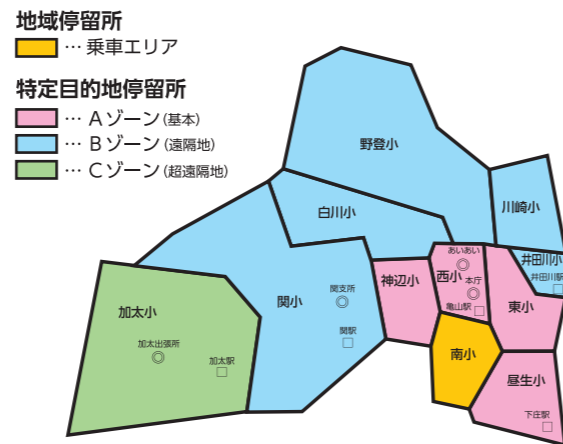 地域停留所
… 乗車エリア
特定目的地停留所
… Aゾーン(基本)
… Bゾーン(遠隔地)
… Cゾーン(超遠隔地)
野登小
川崎小
白川小
あいあい
井田川小
井田川駅
神辺小
西小
本庁
亀山駅
東小
関小
関支所
関駅
加太小
加太出張所
加太駅
南小
昼生小
下庄駅